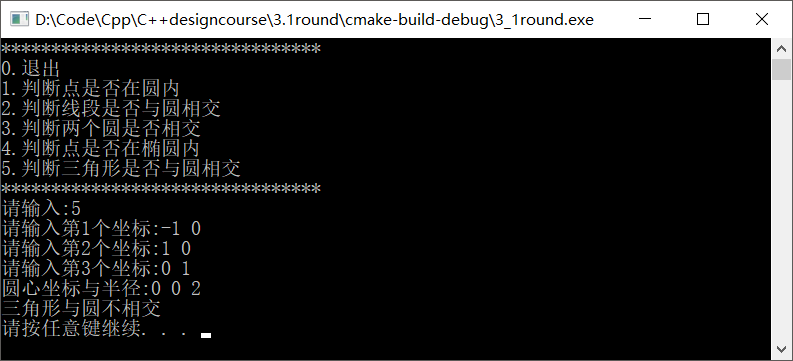 D:\Code\Cpp\C++designcourse\3.1round\cmake-build-debug\3_1round.exe
********************************
0.退出
1.判断点是否在圆内
2.判断线段是否与圆相交
3.判断两个圆是否相交
4.判断点是否在椭圆内
5.判断三角形是否与圆相交
********************************
请输入:5
请输入第1个坐标:-1 0
请输入第2个坐标:1 0
请输入第3个坐标:0 1
圆心坐标与半径:0 0 2
三角形与圆不相交
请按任意键继续. . .